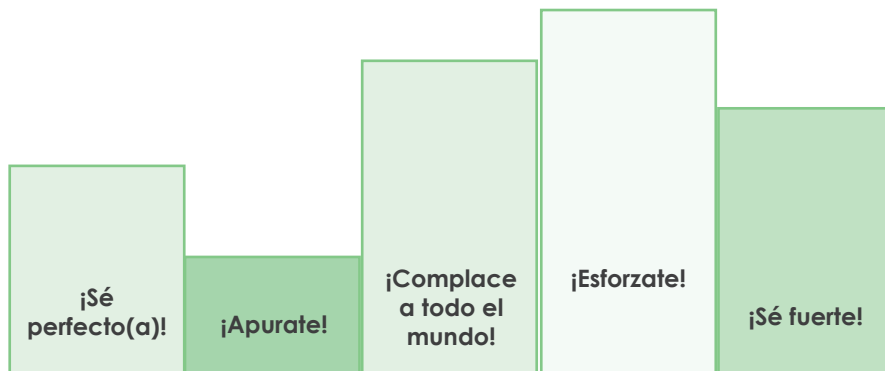 ¡Sé
perfecto(a)!
¡Apurate!
¡Complace
a todo el
mundo!
¡Esforzate!
¡Sé fuerte!